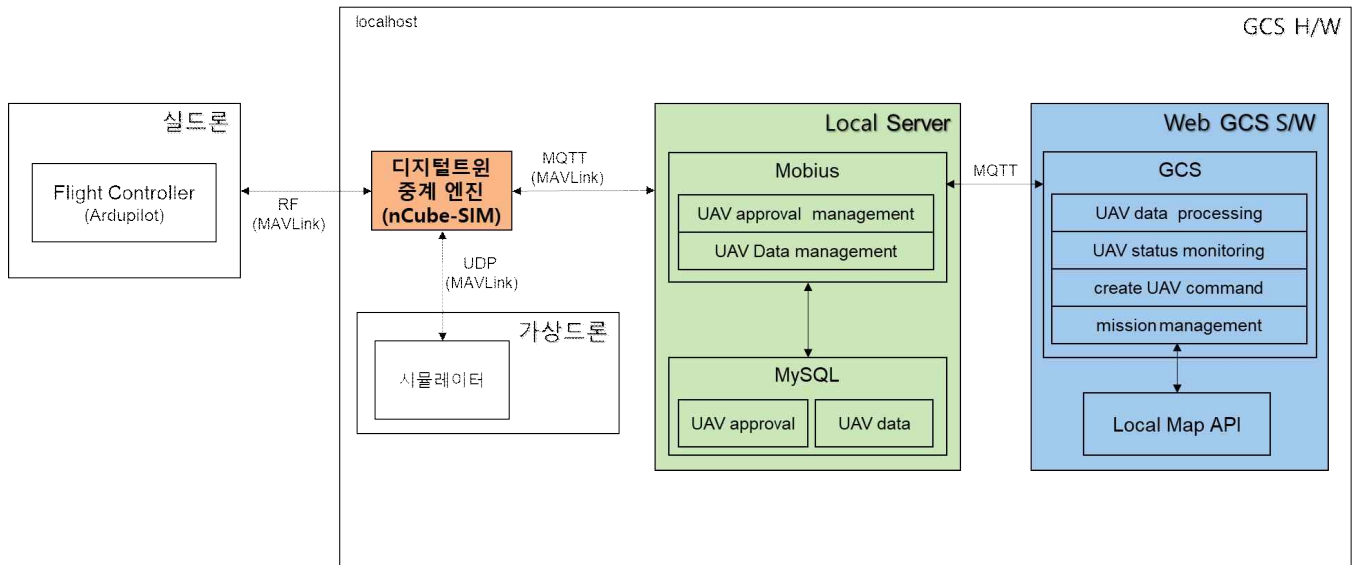 localhost
GCS H/W
실드론
Flight Controller
(Ardupilot)
RF
(MAVLink)
디지털트윈
중계 엔진
(nCube-SIM)
MQTT
(MAVLink)
UDP
(MAVLink)
가상드론
시뮬레이터
Local Server
Mobius
UAV approval management
UAV Data management
MySQL
UAV approval
UAV data
MQTT
Web GCS S/W
GCS
UAV data processing
UAV status monitoring
create UAV command
mission management
Local Map API